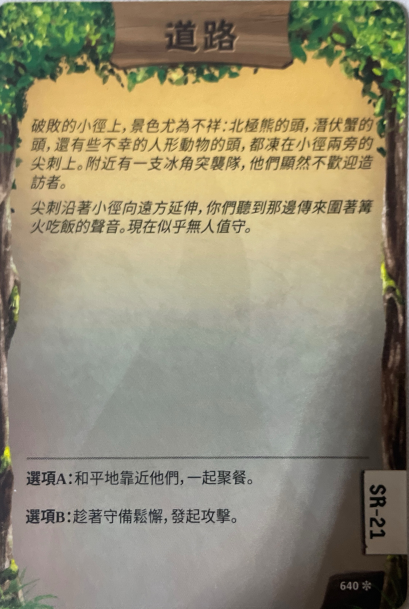 道路
破敗的小徑上，景色尤為不祥：北極熊的頭，潛伏蟹的
頭，還有些不幸的人形動物的頭，都凍在小徑兩旁的
尖刺上。附近有一支冰角突襲隊，他們顯然不歡迎造
訪者。
尖刺沿著小徑向遠方延伸，你們聽到那邊傳來圍著篝
火吃飯的聲音。現在似乎無人值守。
選項A：和平地靠近他們，一起聚餐。
選項B：趁著守備鬆懈，發起攻擊。
SR-21
640 ✻